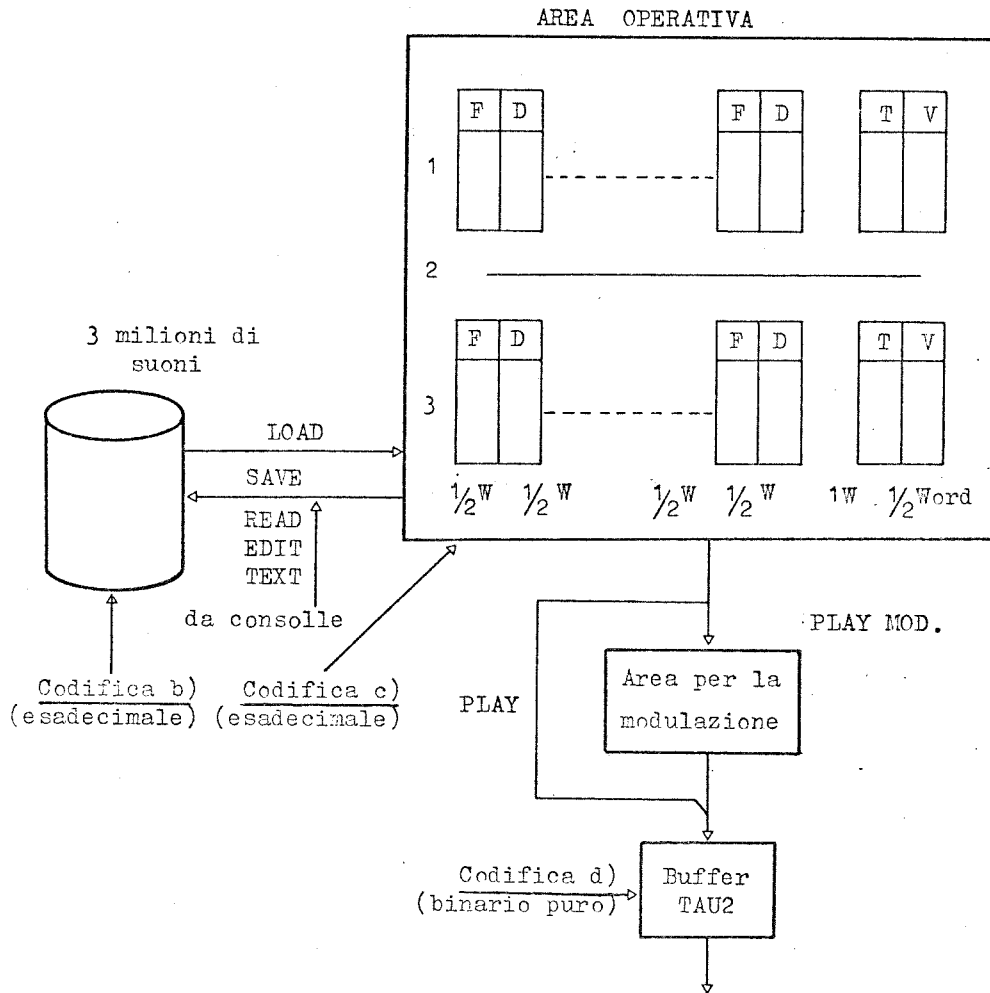 AREA OPERATIVA
F D F D T V
1
2
3 milioni di
suoni
F D F D T V
3
LOAD
SAVE
½W ½W ½W ½W 1W ½Word
READ
EDIT
TEXT
da consolle
PLAY MOD.
Codifica b)
(esadecimale)
Codifica c)
(esadecimale)
PLAY
Area per la
modulazione
Codifica d)
(binario puro)
Buffer
TAU2